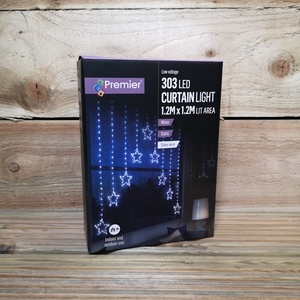 Premier
Low voltage
303 LED
CURTAIN LIGHT
1.2M x 1.2M LIT AREA
White
Indoor and
outdoor use